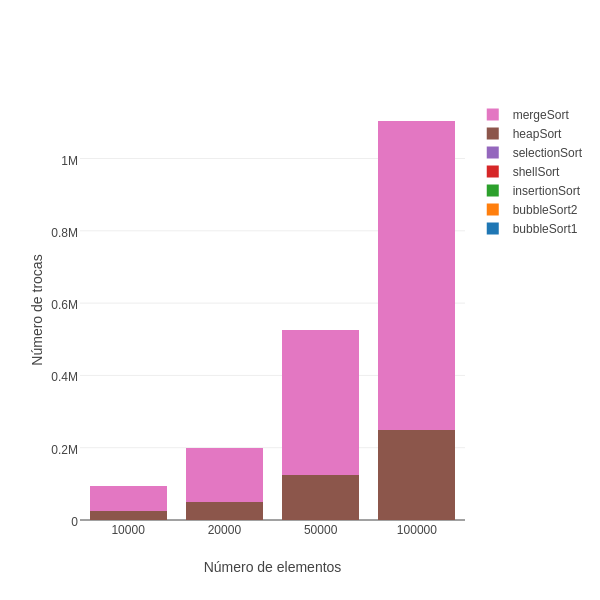 mergeSort
heapSort
selectionSort
shellSort
insertionSort
bubbleSort2
bubbleSort1
1M
0.8M
0.6M
0.4M
0.2M
0
Número de trocas
10000 20000 50000 100000
Número de elementos